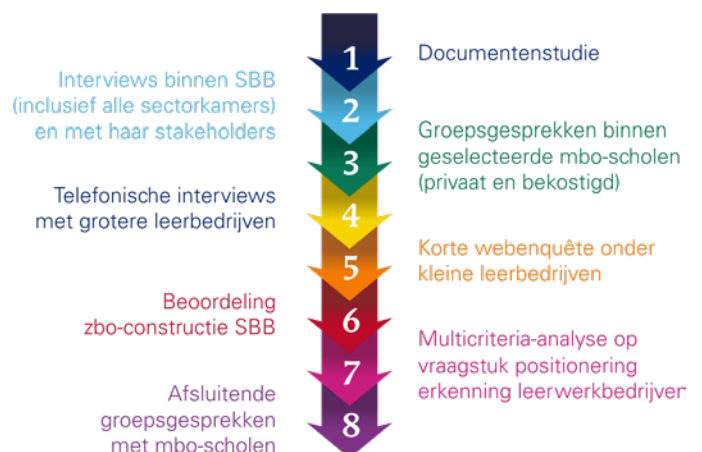 1
Documentenstudie
Interviews binnen SBB
(inclusief alle sectorkamers)
en met haar stakeholders
2
Groepsgesprekken binnen
geselecteerde mbo-scholen
(privaat en bekostigd)
3
Telefonische interviews
met grotere leerbedrijven
4
Korte webenquête onder
kleine leerbedrijven
5
Beoordeling
zbo-constructie SBB
6
Multicriteria-analyse op
vraagstuk positionering
erkenning leerwerkbedrijven
7
Afsluitende
groepsgesprekken
met mbo-scholen
8